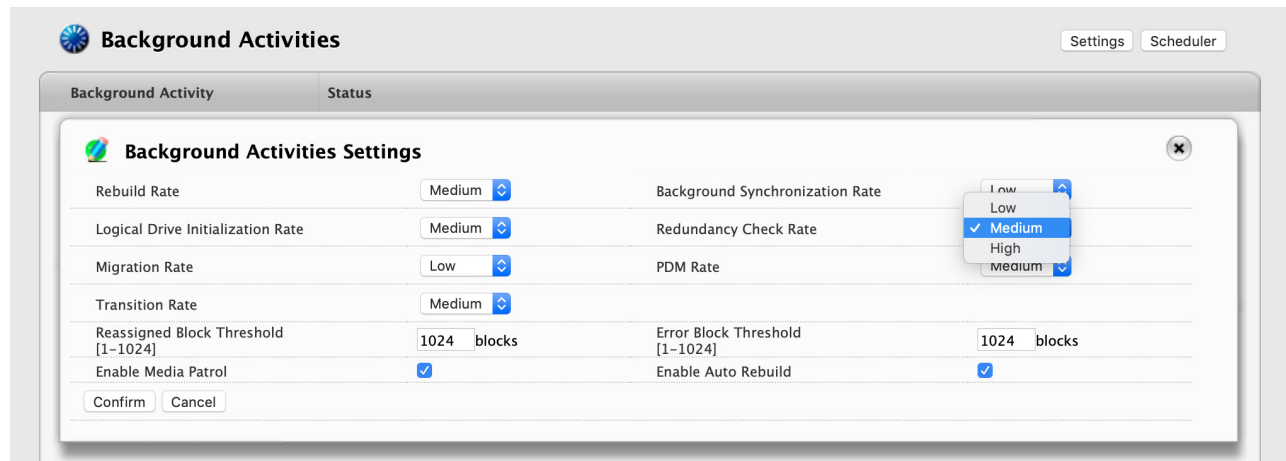 Background Activities
Settings Scheduler
Background Activity Status
Background Activities Settings
Rebuild Rate Medium Background Synchronization Rate Low
Low
Logical Drive Initialization Rate Medium Redundancy Check Rate ✓ Medium
High
Migration Rate Low PDM Rate Medium
Transition Rate Medium
Reassigned Block Threshold
[1-1024]
1024 blocks
Error Block Threshold
[1-1024]
1024 blocks
Enable Media Patrol Enable Auto Rebuild
Confirm Cancel